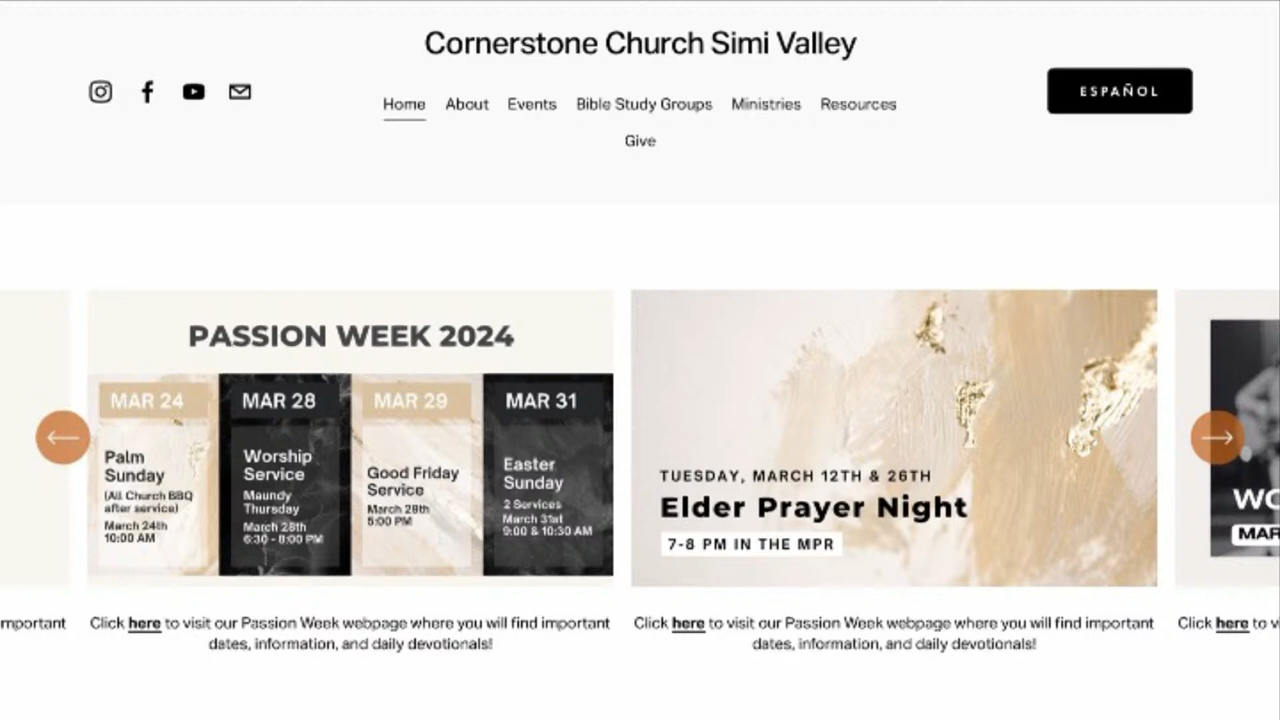 Cornerstone Church Simi Valley
Home About Events Bible Study Groups Ministries Resources
Give
ESPAÑOL
PASSION WEEK 2024
MAR 24
Palm
Sunday
(All Church BBQ
after service)
March 24th
10:00 AM
MAR 28
Worship
Service
Maundy
Thursday
March 28th
6:30 - 8:00 PM
MAR 29
Good Friday
Service
March 29th
5:00 PM
MAR 31
Easter
Sunday
2 Services
March 31st
9:00 & 10:30 AM
TUESDAY, MARCH 12TH & 26TH
Elder Prayer Night
7-8 PM IN THE MPR
WO
MAR
mportant
Click here to visit our Passion Week webpage where you will find important
dates, information, and daily devotionals!
Click here to visit our Passion Week webpage where you will find important
dates, information, and daily devotionals!
Click here to v